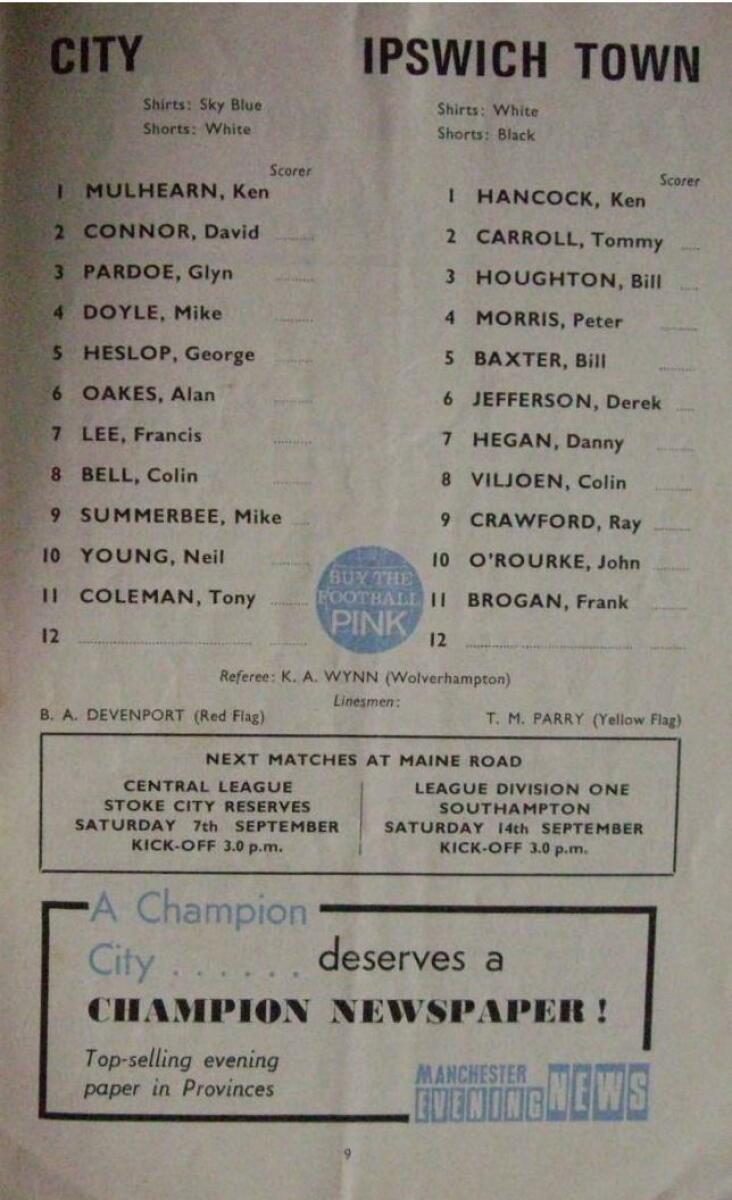 CITY
Shirts: Sky Blue
Shorts: White
Scorer
1 MULHEARN, Ken
2 CONNOR, David ........
3 PARDOE, Glyn ........
4 DOYLE, Mike ........
5 HESLOP, George ........
6 OAKES, Alan ........
7 LEE, Francis ........
8 BELL, Colin ........
9 SUMMERBEE, Mike ....
10 YOUNG, Neil ........
11 COLEMAN, Tony ........
12 ........................ ........
IPSWICH TOWN
Shirts: White
Shorts: Black
Scorer
1 HANCOCK, Ken
2 CARROLL, Tommy ....
3 HOUGHTON, Bill ....
4 MORRIS, Peter ........
5 BAXTER, Bill ........
6 JEFFERSON, Derek ....
7 HEGAN, Danny ........
8 VILJOEN, Colin ........
9 CRAWFORD, Ray ........
10 O'ROURKE, John ........
11 BROGAN, Frank ........
12 ........................ ........
BUY THE
FOOTBALL
PINK
Referee: K. A. WYNN (Wolverhampton)
Linesmen:
B. A. DEVENPORT (Red Flag) T. M. PARRY (Yellow Flag)
NEXT MATCHES AT MAINE ROAD
CENTRAL LEAGUE
STOKE CITY RESERVES
SATURDAY 7th SEPTEMBER
KICK-OFF 3.0 p.m.
LEAGUE DIVISION ONE
SOUTHAMPTON
SATURDAY 14th SEPTEMBER
KICK-OFF 3.0 p.m.
A Champion
City . . . . . . deserves a
CHAMPION NEWSPAPER !
Top-selling evening
paper in Provinces
MANCHESTER
EVENING NEWS
9